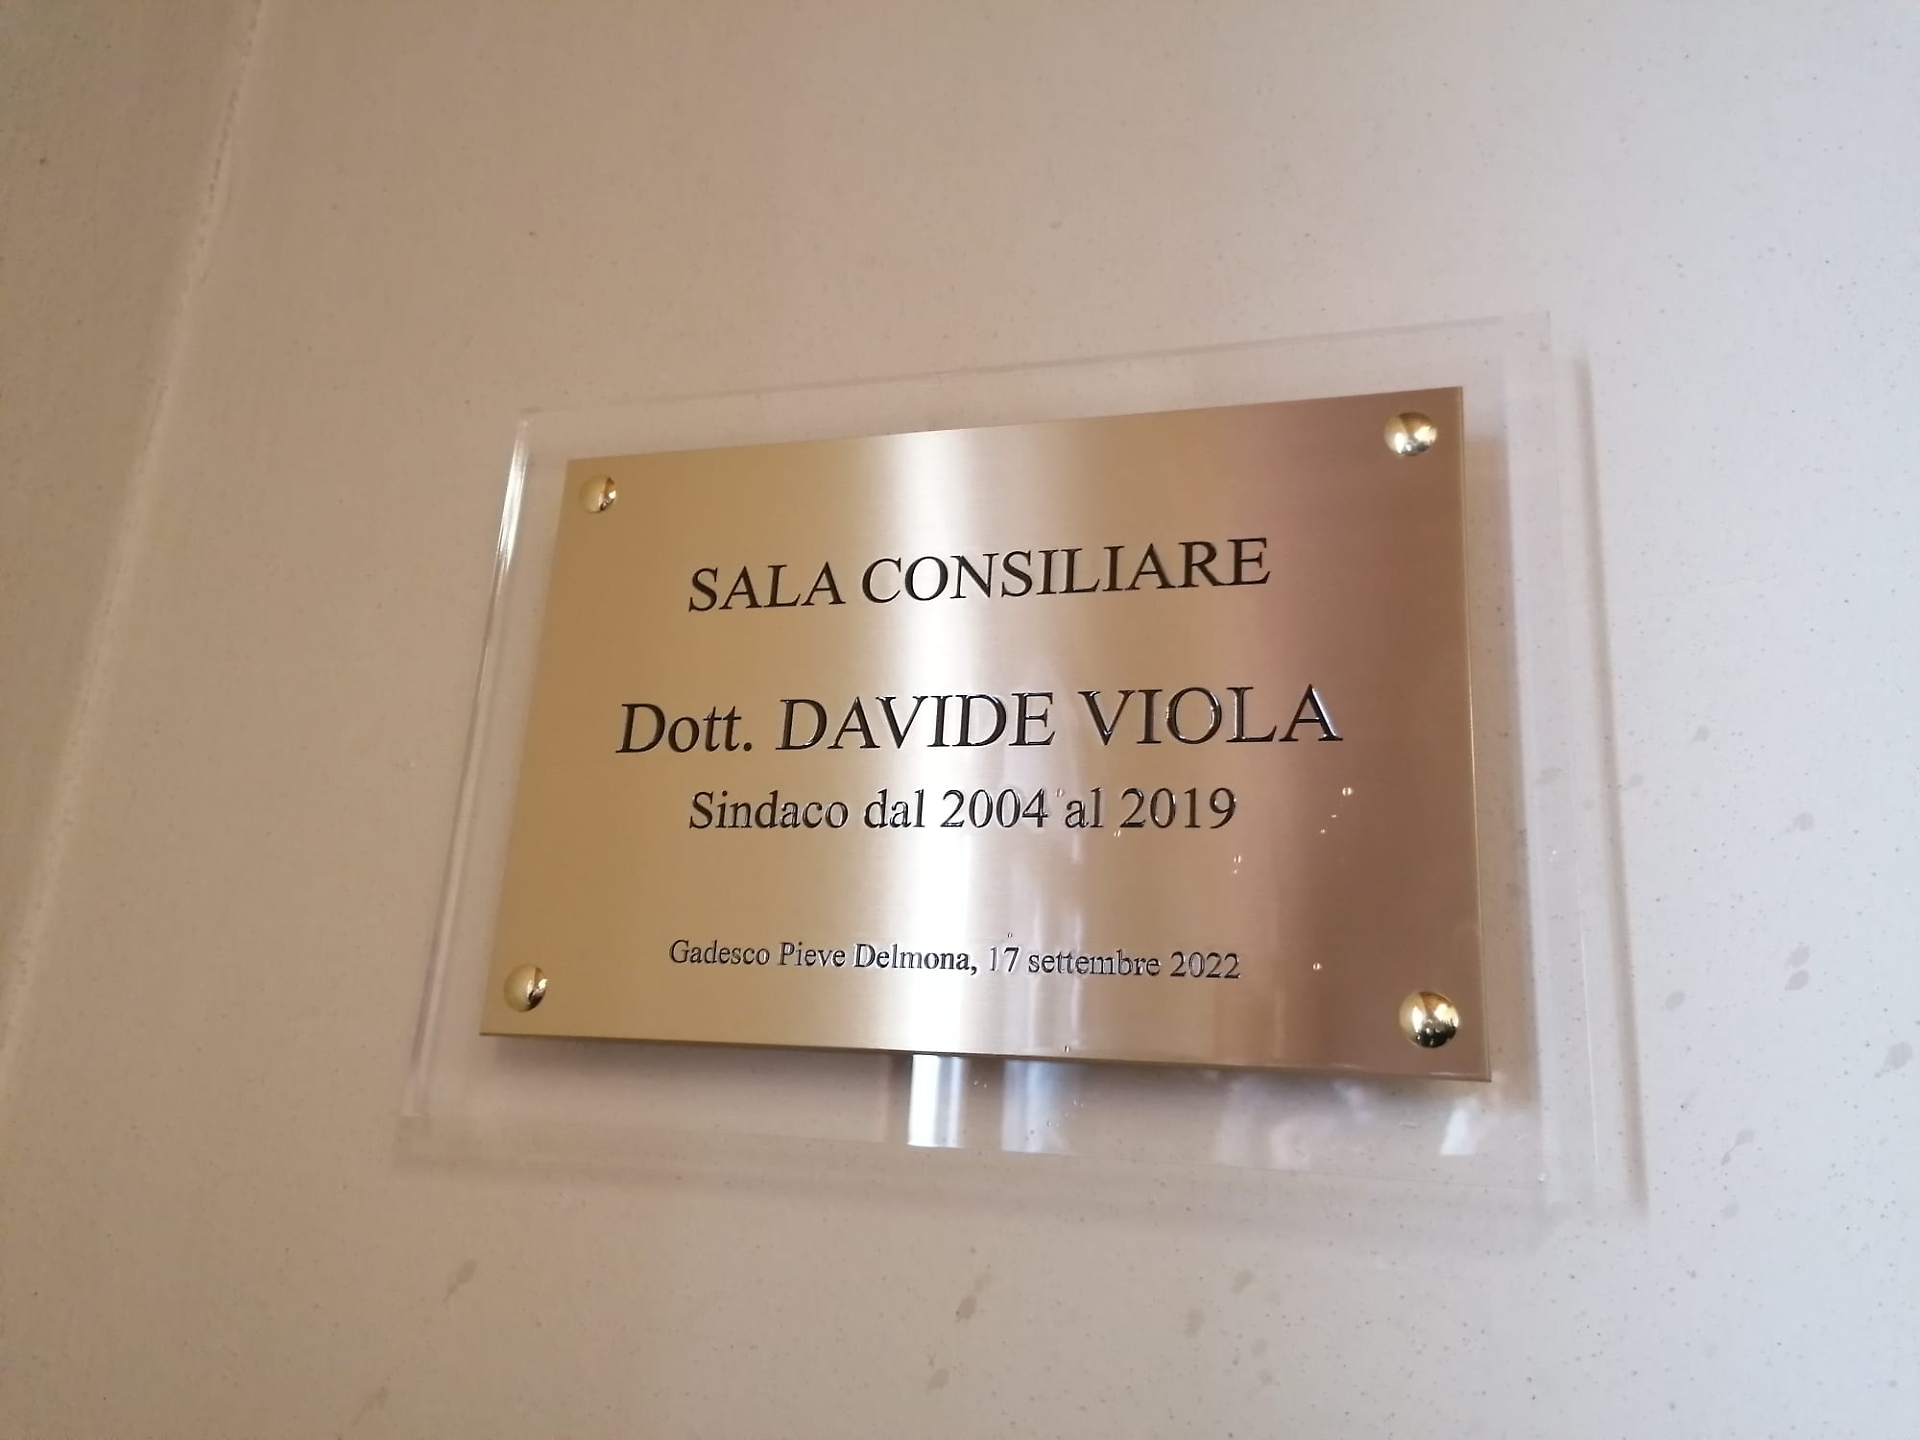 SALA CONSILIARE
Dott. DAVIDE VIOLA
Sindaco dal 2004 al 2019
Gadesco Pieve Delmona, 17 settembre 2022